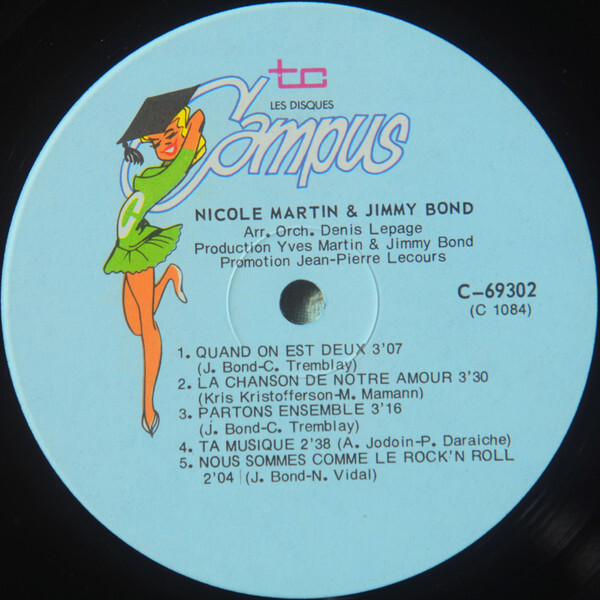 tc
LES DISQUES
Campus
C
NICOLE MARTIN & JIMMY BOND
Arr. Orch. Denis Lepage
Production Yves Martin & Jimmy Bond
Promotion Jean-Pierre Lecours
C-69302
(C 1084)
1. QUAND ON EST DEUX 3'07
(J. Bond-C. Tremblay)
2. LA CHANSON DE NOTRE AMOUR 3'30
(Kris Kristofferson-M. Mamann)
3. PARTONS ENSEMBLE 3'16
(J. Bond-C. Tremblay)
4. TA MUSIQUE 2'38 (A. Jodoin-P. Daraiche)
5. NOUS SOMMES COMME LE ROCK'N ROLL
2'04 (J. Bond-N. Vidal)